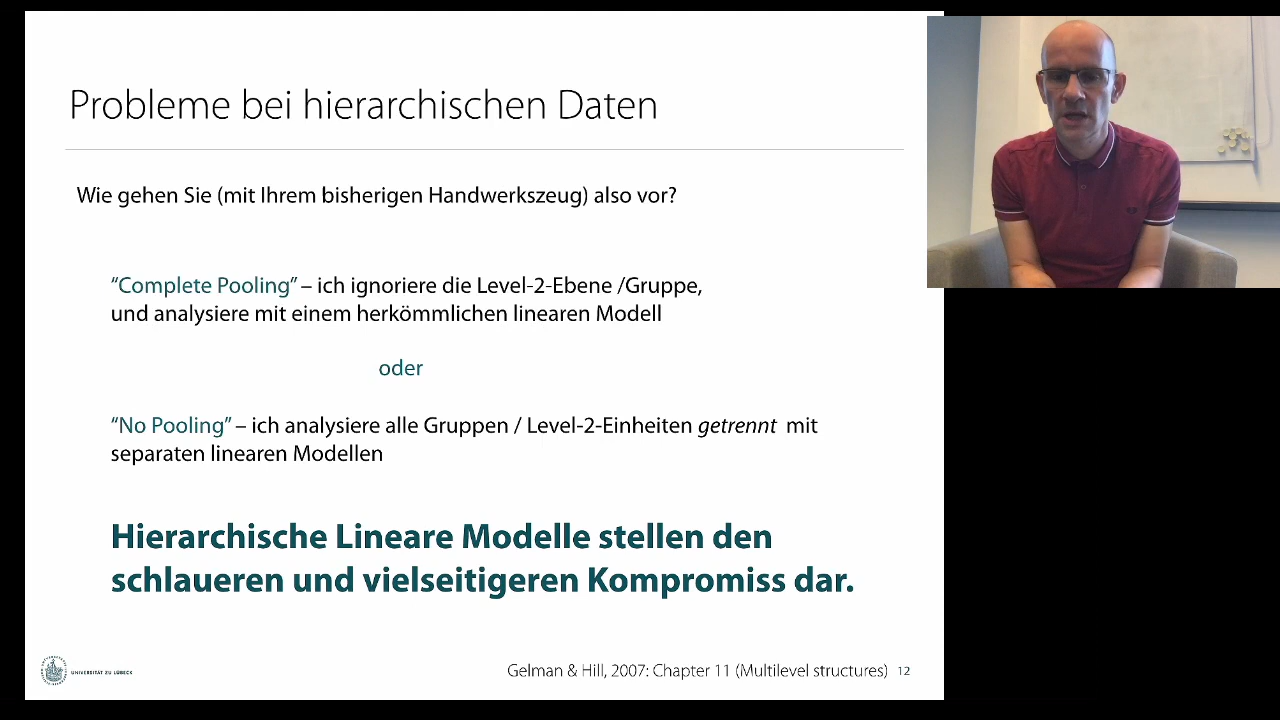 Probleme bei hierarchischen Daten
Wie gehen Sie (mit Ihrem bisherigen Handwerkszeug) also vor?
“Complete Pooling” – ich ignoriere die Level-2-Ebene /Gruppe,
und analysiere mit einem herkömmlichen linearen Modell
oder
“No Pooling” – ich analysiere alle Gruppen / Level-2-Einheiten getrennt mit
separaten linearen Modellen
Hierarchische Lineare Modelle stellen den
schlaueren und vielseitigeren Kompromiss dar.
UNIVERSITÄT ZU LÜBECK
Gelman & Hill, 2007: Chapter 11 (Multilevel structures) 12